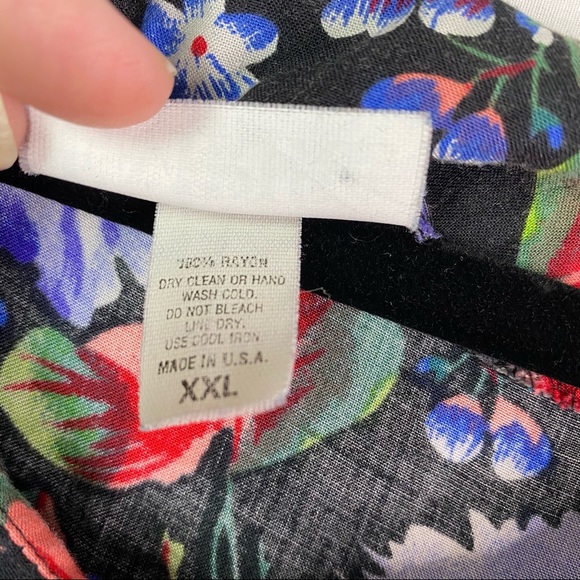 100% RAYON
DRY CLEAN OR HAND
WASH COLD.
DO NOT BLEACH
LINE DRY.
USE COOL IRON.
MADE IN U.S.A.
XXL